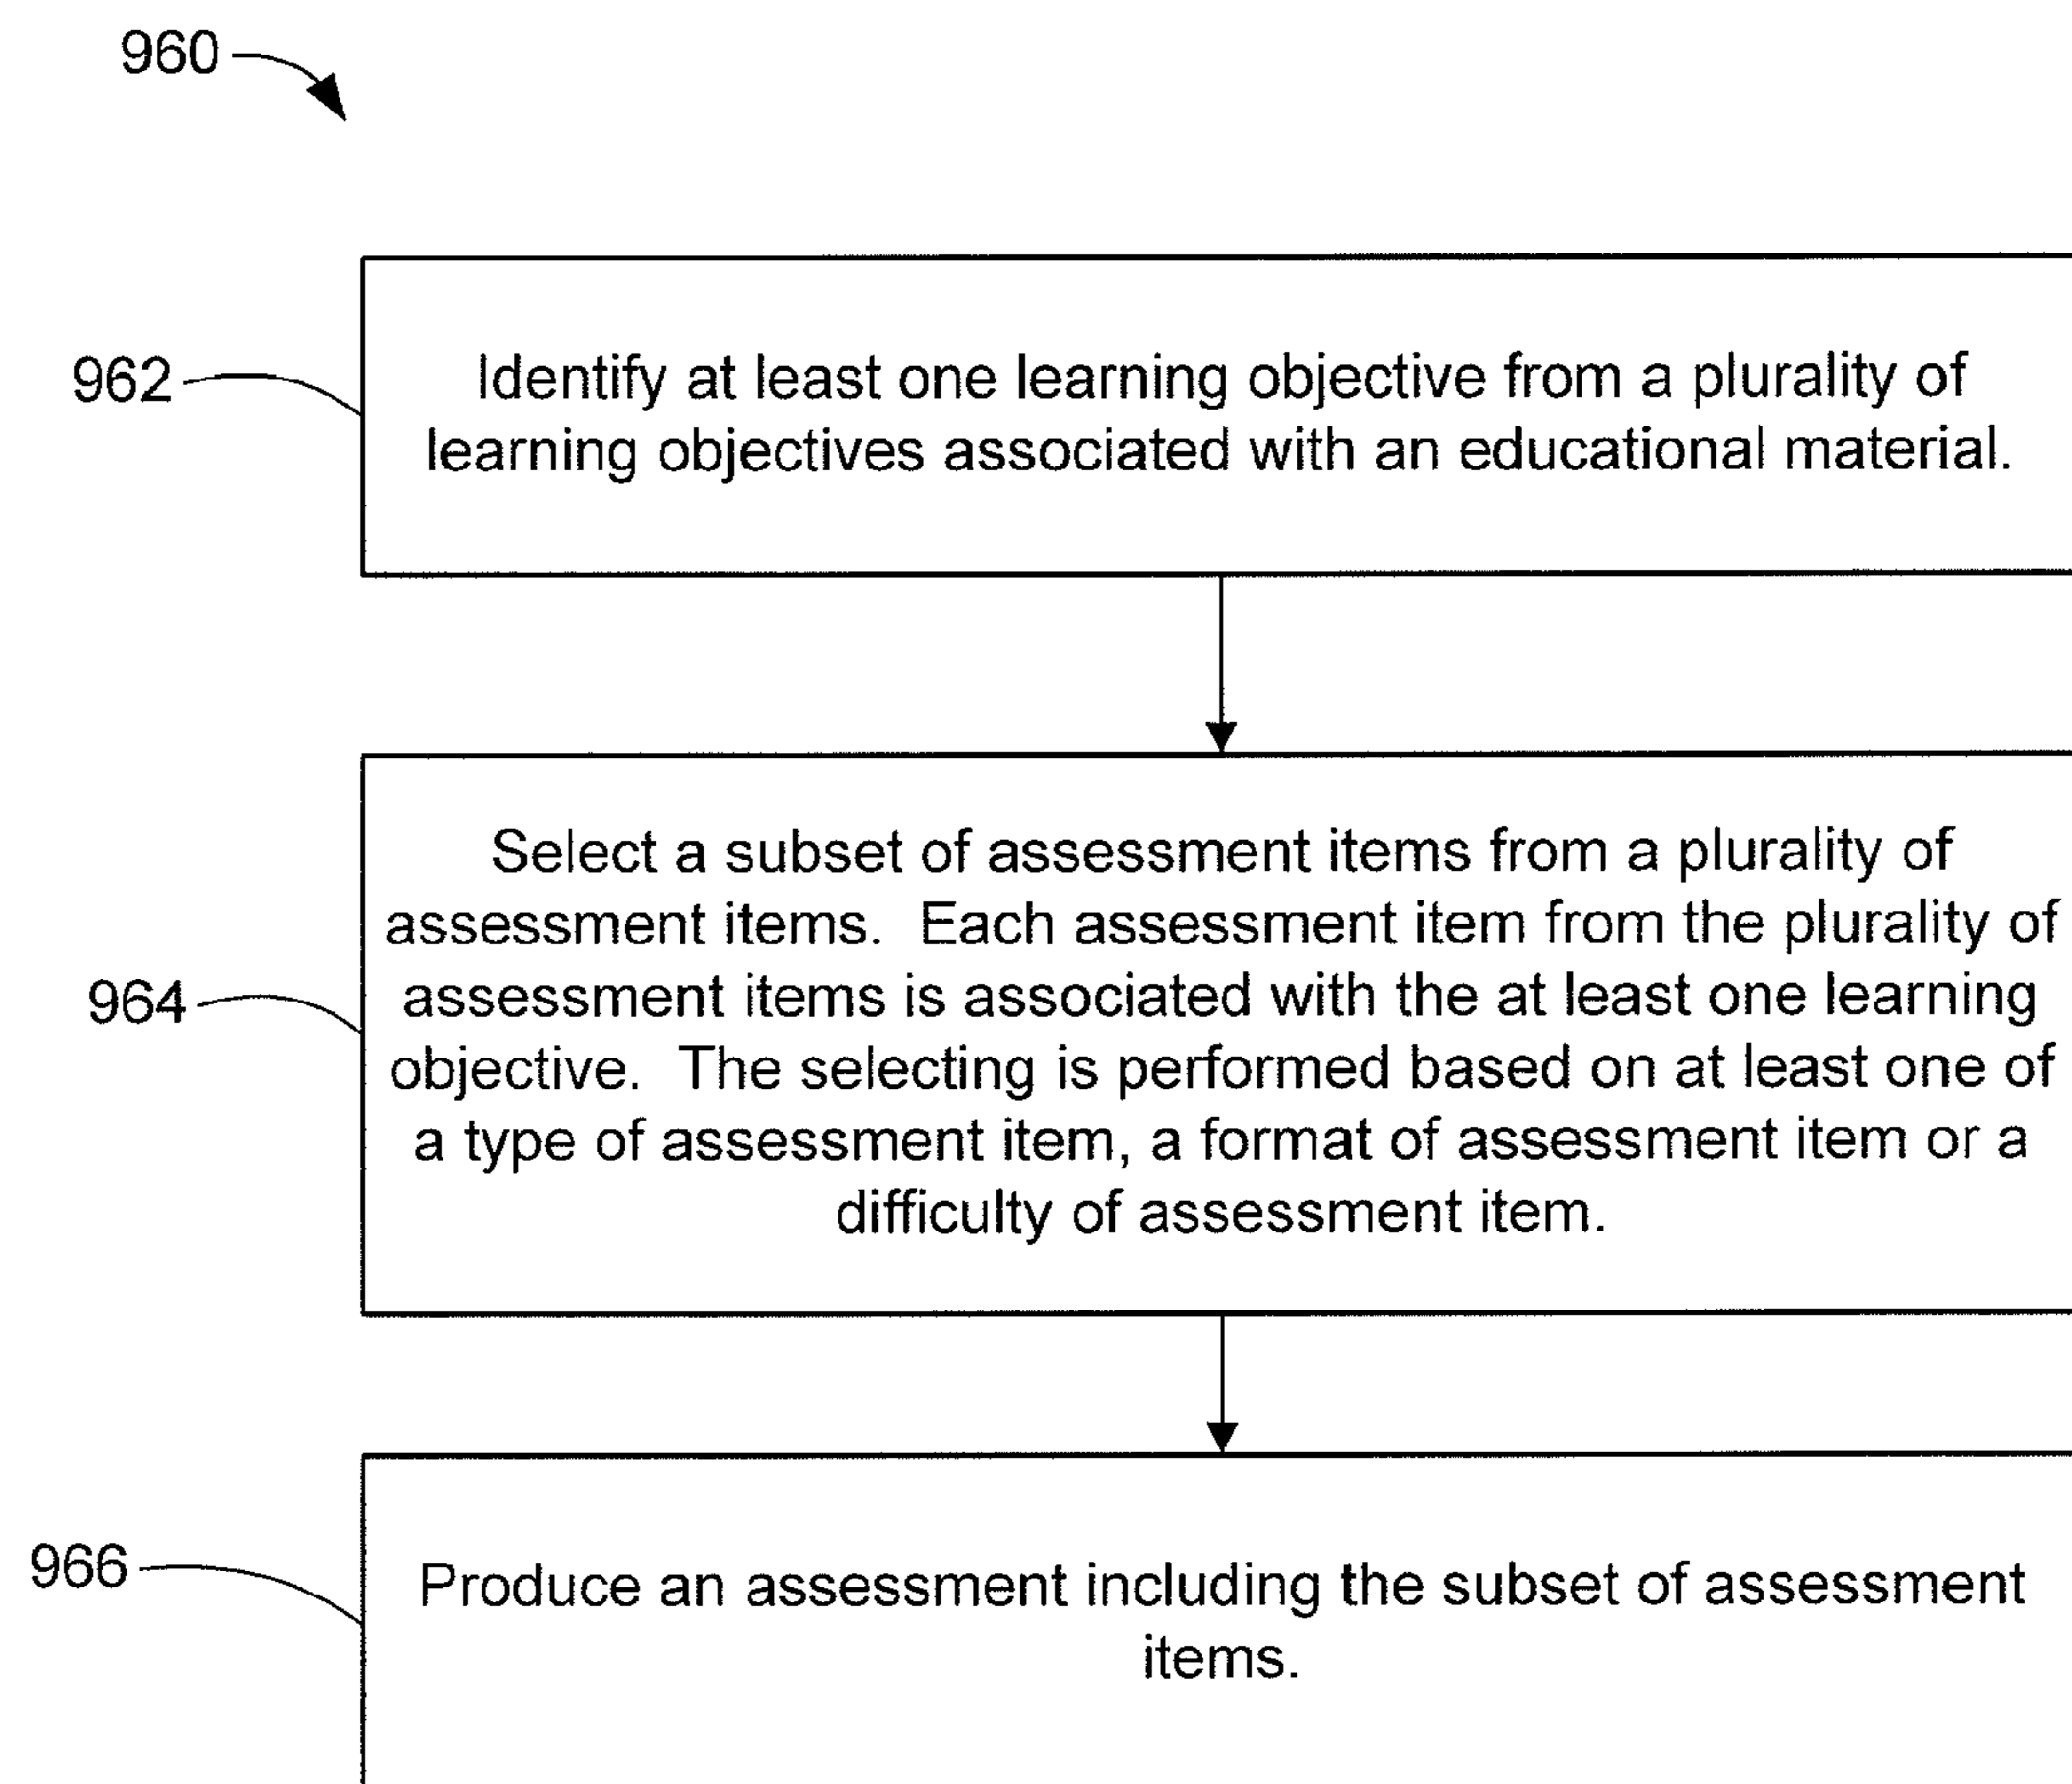 960
962
Identify at least one learning objective from a plurality of
learning objectives associated with an educational material.
964
Select a subset of assessment items from a plurality of
assessment items.  Each assessment item from the plurality of
assessment items is associated with the at least one learning
objective.  The selecting is performed based on at least one of
a type of assessment item, a format of assessment item or a
difficulty of assessment item.
966
Produce an assessment including the subset of assessment
items.